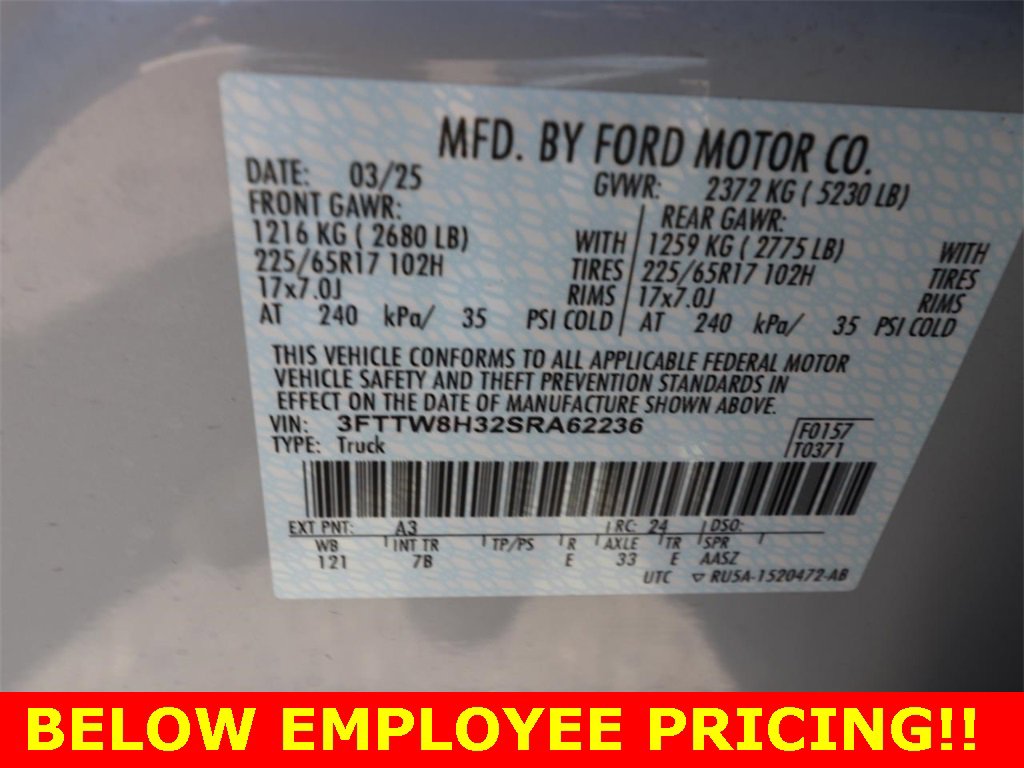 MFD. BY FORD MOTOR CO.
DATE: 03/25 GVWR: 2372 KG ( 5230 LB)
FRONT GAWR: REAR GAWR:
1216 KG ( 2680 LB) WITH 1259 KG ( 2775 LB) WITH
225/65R17 102H TIRES 225/65R17 102H TIRES
17x7.0J RIMS 17x7.0J RIMS
AT 240 kPa/ 35 PSI COLD AT 240 kPa/ 35 PSI COLD
THIS VEHICLE CONFORMS TO ALL APPLICABLE FEDERAL MOTOR
VEHICLE SAFETY AND THEFT PREVENTION STANDARDS IN
EFFECT ON THE DATE OF MANUFACTURE SHOWN ABOVE.
VIN: 3FTTW8H32SRA62236 F0157
TYPE: Truck T0371
EXT PNT: A3 RC: 24 DSO:
WB INT TR TP/PS R AXLE TR SPR
121 7B E 33 E AASZ
UTC ▽ RU5A-1520472-AB
BELOW EMPLOYEE PRICING!!